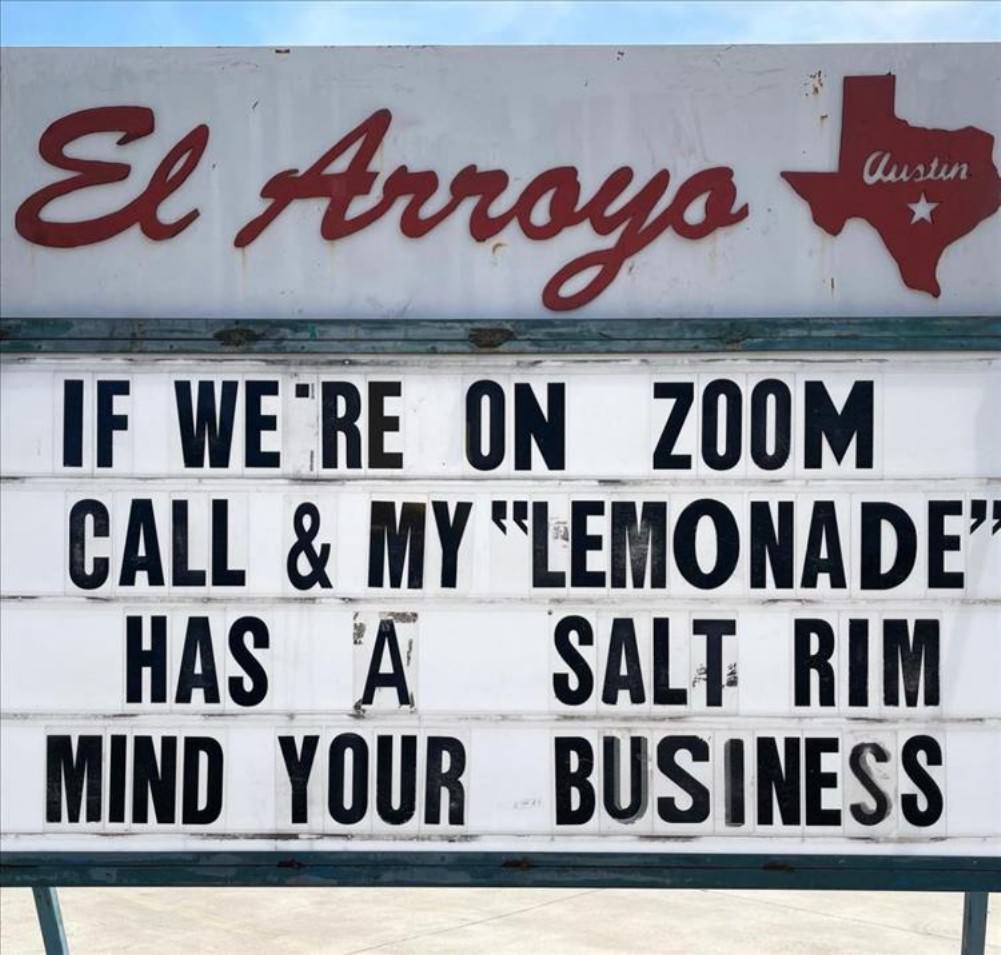 El Arroyo
Austin
IF WE'RE ON ZOOM
CALL & MY "LEMONADE"
HAS A SALT RIM
MIND YOUR BUSINESS